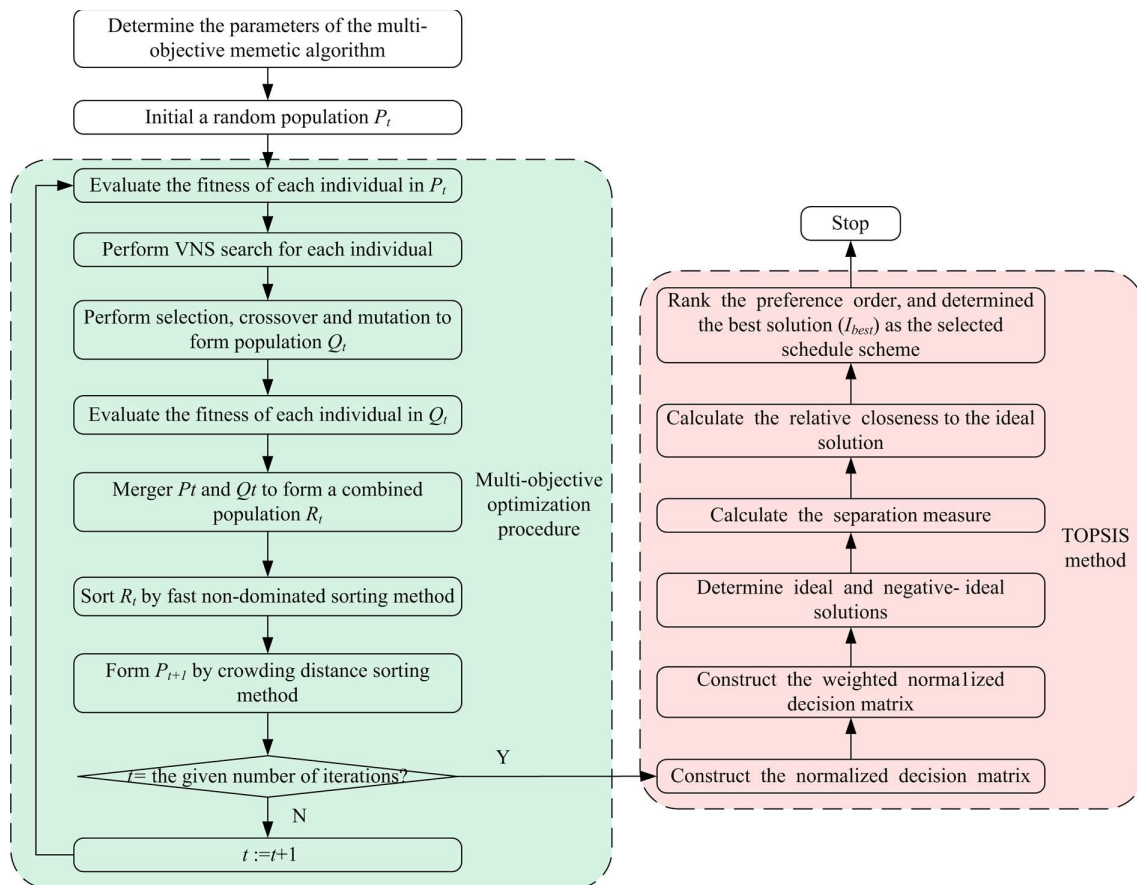 Determine the parameters of the multi-
objective memetic algorithm
Initial a random population Pt
Evaluate the fitness of each individual in Pt
Perform VNS search for each individual
Perform selection, crossover and mutation to
form population Qt
Evaluate the fitness of each individual in Qt
Merger Pt and Qt to form a combined
population Rt
Sort Rt by fast non-dominated sorting method
Form Pt+1 by crowding distance sorting
method
t= the given number of iterations?
Y
N
t :=t+1
Multi-objective
optimization
procedure
Stop
Rank the preference order, and determined
the best solution (Ibest) as the selected
schedule scheme
Calculate the relative closeness to the ideal
solution
Calculate the separation measure
Determine ideal and negative- ideal
solutions
Construct the weighted normalized
decision matrix
Construct the normalized decision matrix
TOPSIS
method